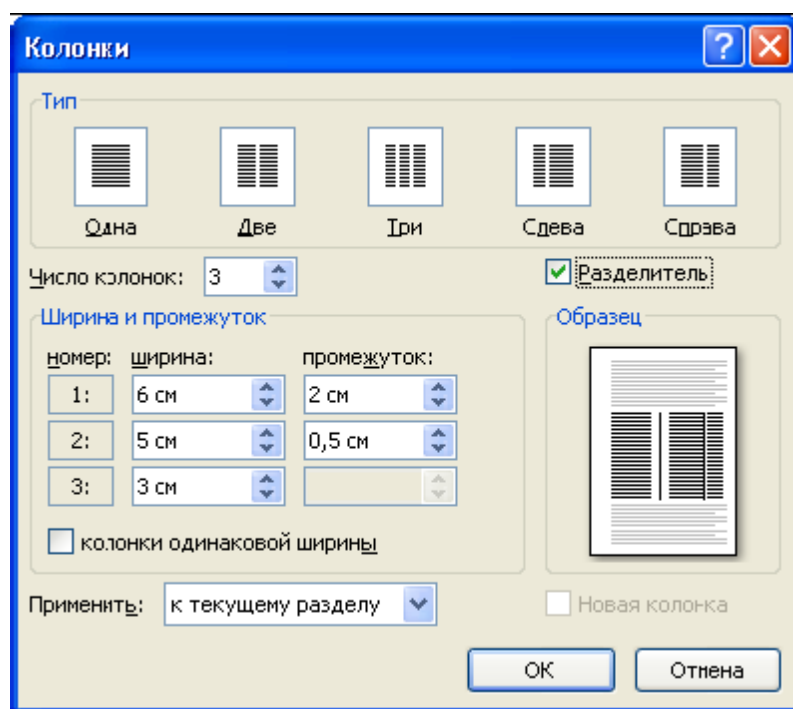 Колонки
Тип
Одна Две Три Слева Справа
Число колонок: 3 Разделитель
Ширина и промежуток Образец
номер: ширина: промежуток:
1: 6 см 2 см
2: 5 см 0,5 см
3: 3 см
колонки одинаковой ширины
Применить: к текущему разделу Новая колонка
ОК Отмена